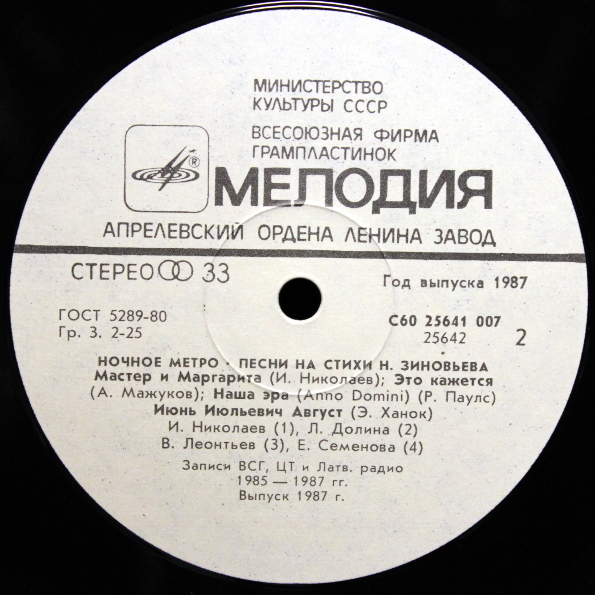 МИНИСТЕРСТВО
КУЛЬТУРЫ СССР
ВСЕСОЮЗНАЯ ФИРМА
ГРАМПЛАСТИНОК
®
МЕЛОДИЯ
АПРЕЛЕВСКИЙ ОРДЕНА ЛЕНИНА ЗАВОД
СТЕРЕО 33
Год выпуска 1987
ГОСТ 5289-80
Гр. 3. 2-25
С60 25641 007
25642
2
НОЧНОЕ МЕТРО · ПЕСНИ НА СТИХИ Н. ЗИНОВЬЕВА
Мастер и Маргарита (И. Николаев); Это кажется
(А. Мажуков); Наша эра (Anno Domini) (Р. Паулс)
Июнь Июльевич Август (Э. Ханок)
И. Николаев (1), Л. Долина (2)
В. Леонтьев (3), Е. Семенова (4)
Записи ВСГ, ЦТ и Латв. радио
1985 — 1987 гг.
Выпуск 1987 г.